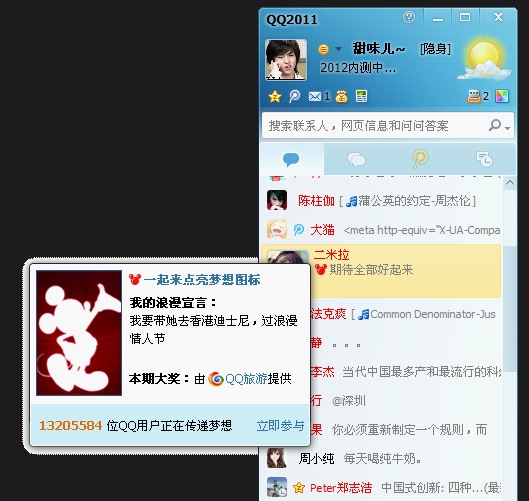 QQ2011
甜味儿~ [隐身]
2012内测中...
1
2
搜索联系人，网页信息和问问答案
陈柱伽 [ 蒲公英的约定-周杰伦 ]
大猫 <meta http-equiv="X-UA-Compa
二米拉
期待全部好起来
法克痰 [ Common Denominator-Jus
静 。。。
李杰 当代中国最多产和最流行的科幻
行 @深圳
果 你必须重新制定一个规则，而
周小纯 每天喝纯牛奶。
Peter郑志浩 中国式创新: 四种...(最
一起来点亮梦想图标
我的浪漫宣言：
我要带她去香港迪士尼，过浪漫
情人节
本期大奖：由 QQ旅游提供
13205584 位QQ用户正在传递梦想 立即参与